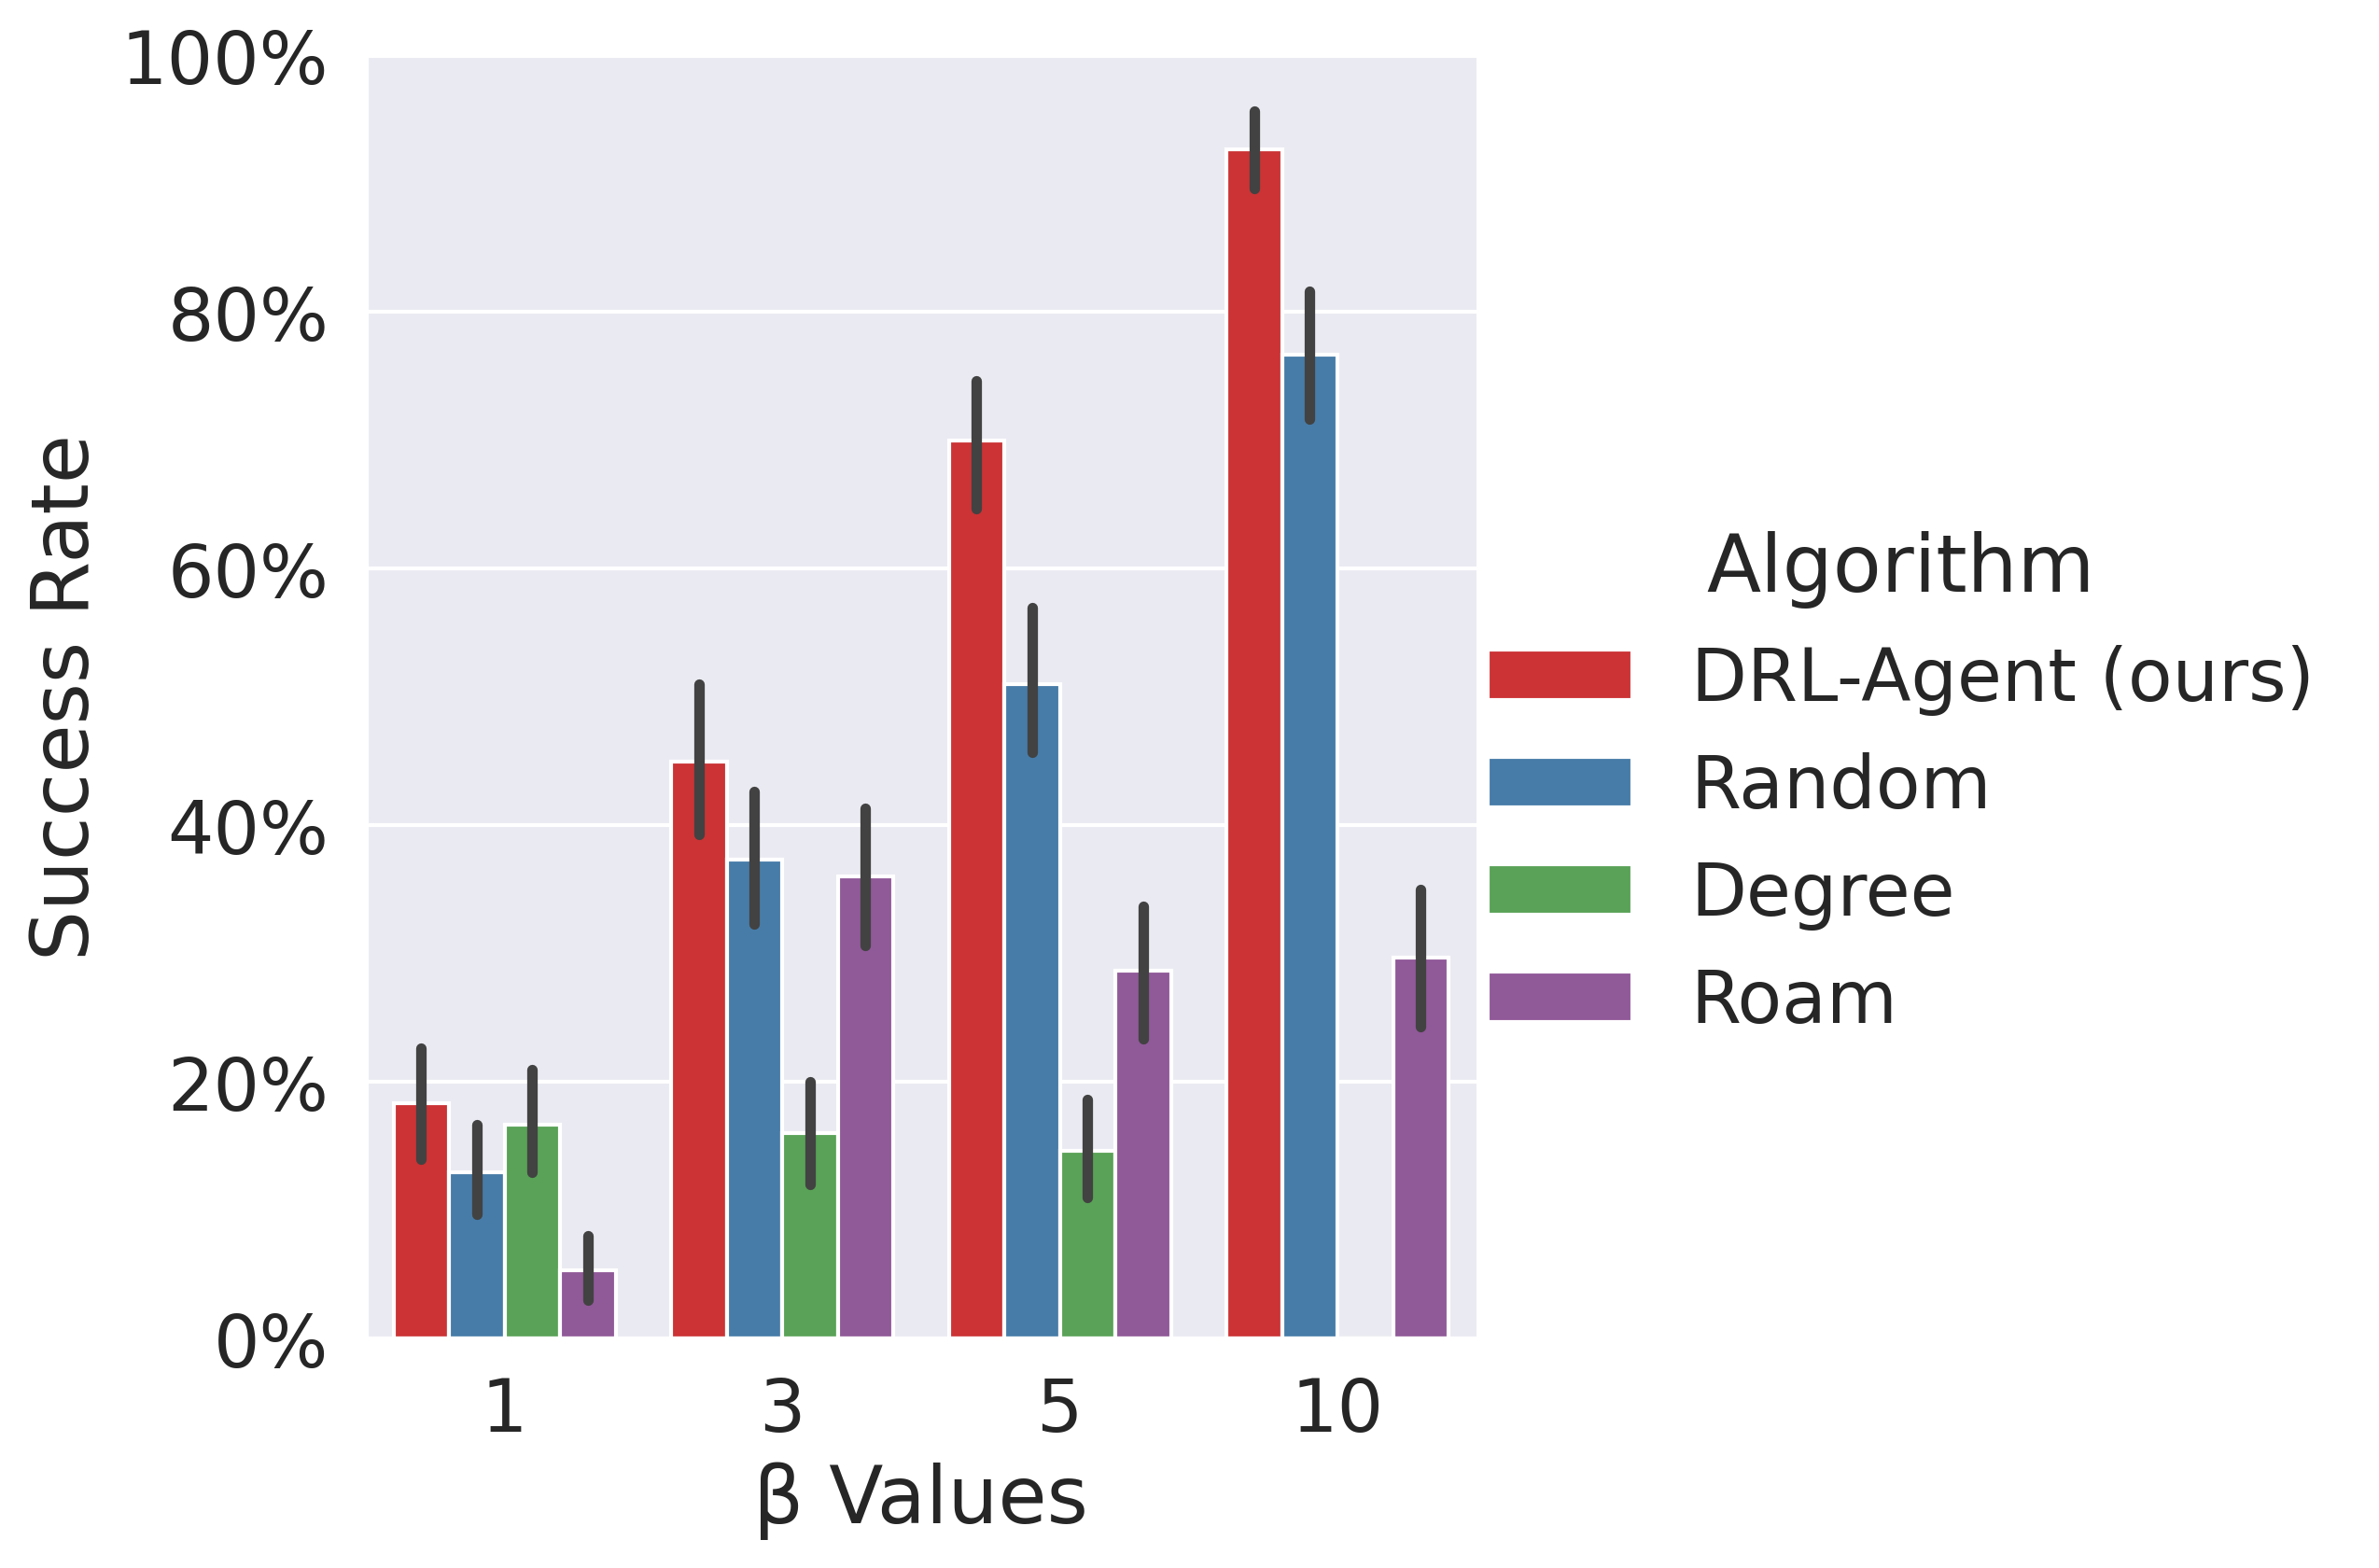 100%
80%
60%
40%
20%
0%
Success Rate
1 3 5 10
β Values
Algorithm
DRL-Agent (ours)
Random
Degree
Roam